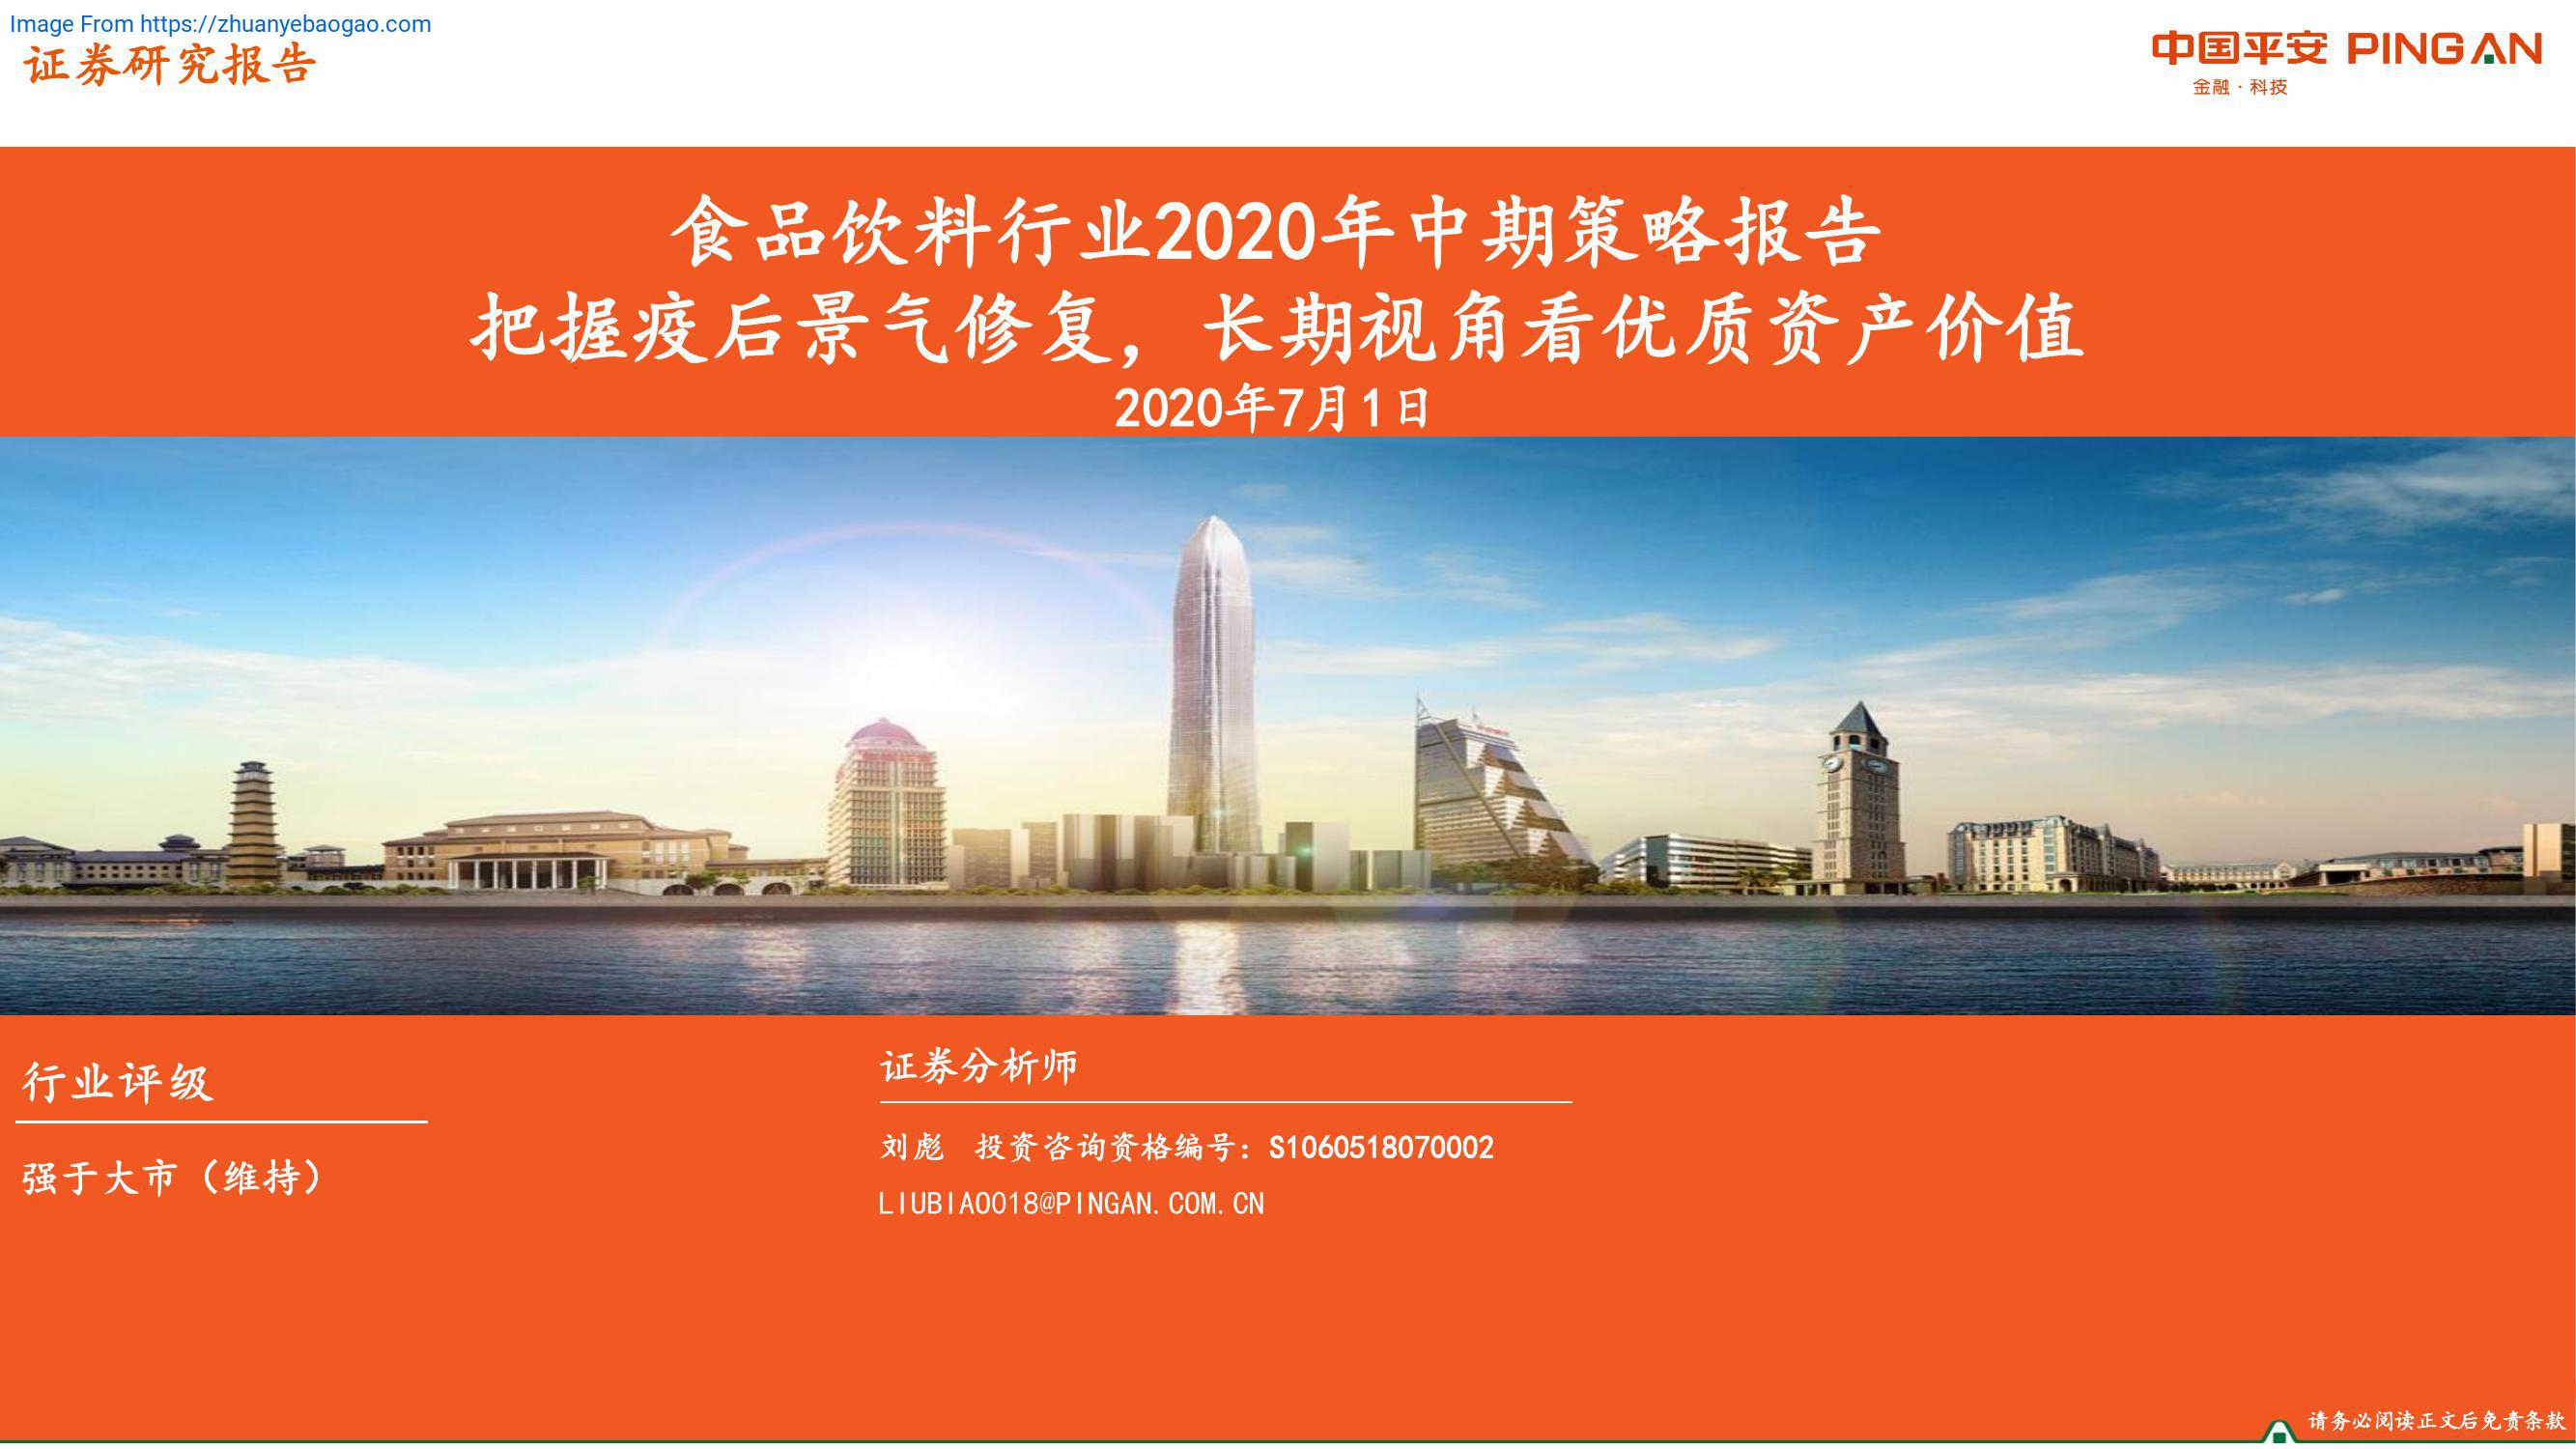 Image From https://zhuanyebaogao.com
证券研究报告
中国平安 PINGAN
金融·科技
食品饮料行业2020年中期策略报告
把握疫后景气修复，长期视角看优质资产价值
2020年7月1日
行业评级
强于大市（维持）
证券分析师
刘彪 投资咨询资格编号：S1060518070002
LIUBIAO018@PINGAN.COM.CN
请务必阅读正文后免责条款